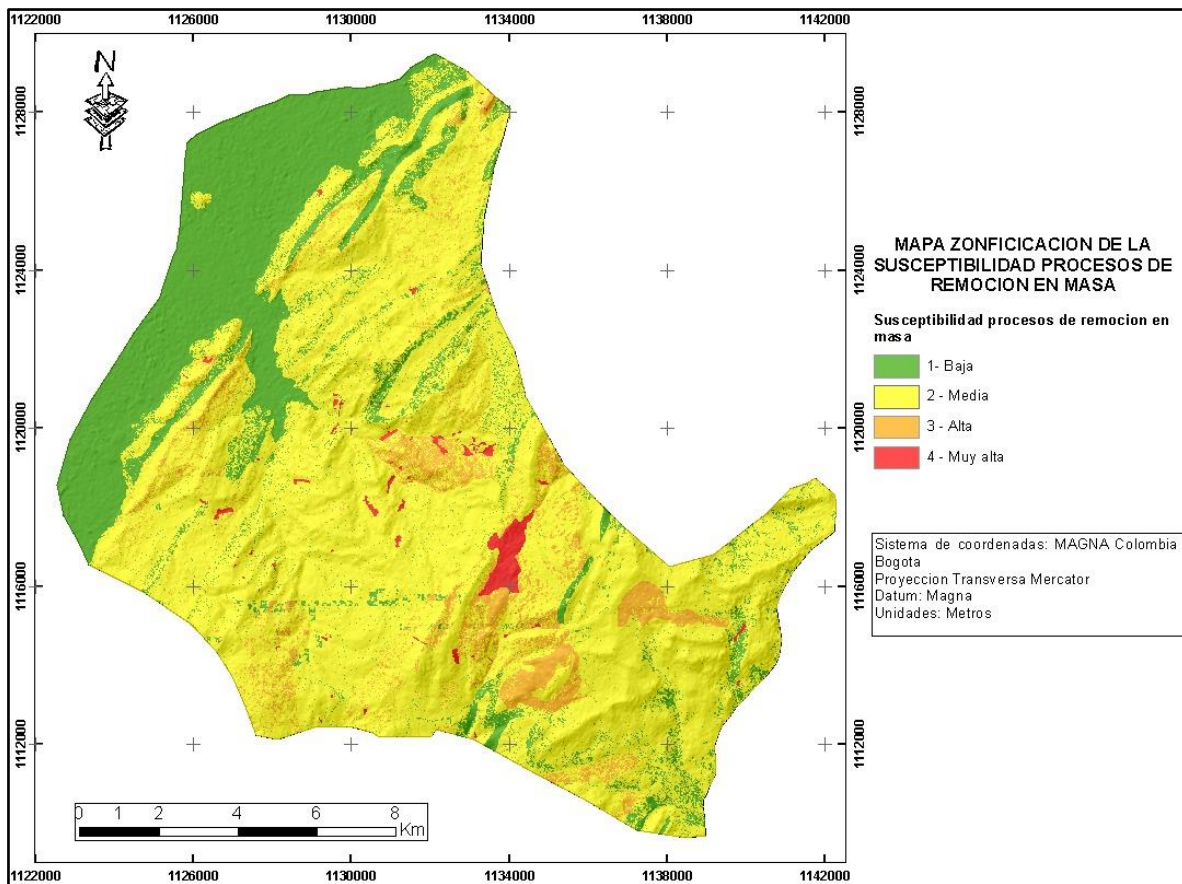 1122000 1126000 1130000 1134000 1138000 1142000
N
1128000 1128000
1124000 1124000
1120000 1120000
1116000 1116000
1112000 1112000
MAPA ZONFICICACION DE LA
SUSCEPTIBILIDAD PROCESOS DE
REMOCION EN MASA
Susceptibilidad procesos de remocion en
masa
1- Baja
2 - Media
3 - Alta
4 - Muy alta
Sistema de coordenadas: MAGNA Colombia
Bogota
Proyeccion Transversa Mercator
Datum: Magna
Unidades: Metros
0 1 2 4 6 8
Km
1122000 1126000 1130000 1134000 1138000 1142000